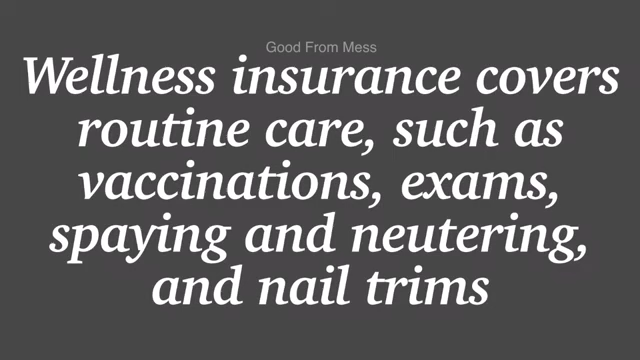 Good From Mess
Wellness insurance covers
routine care, such as
vaccinations, exams,
spaying and neutering,
and nail trims